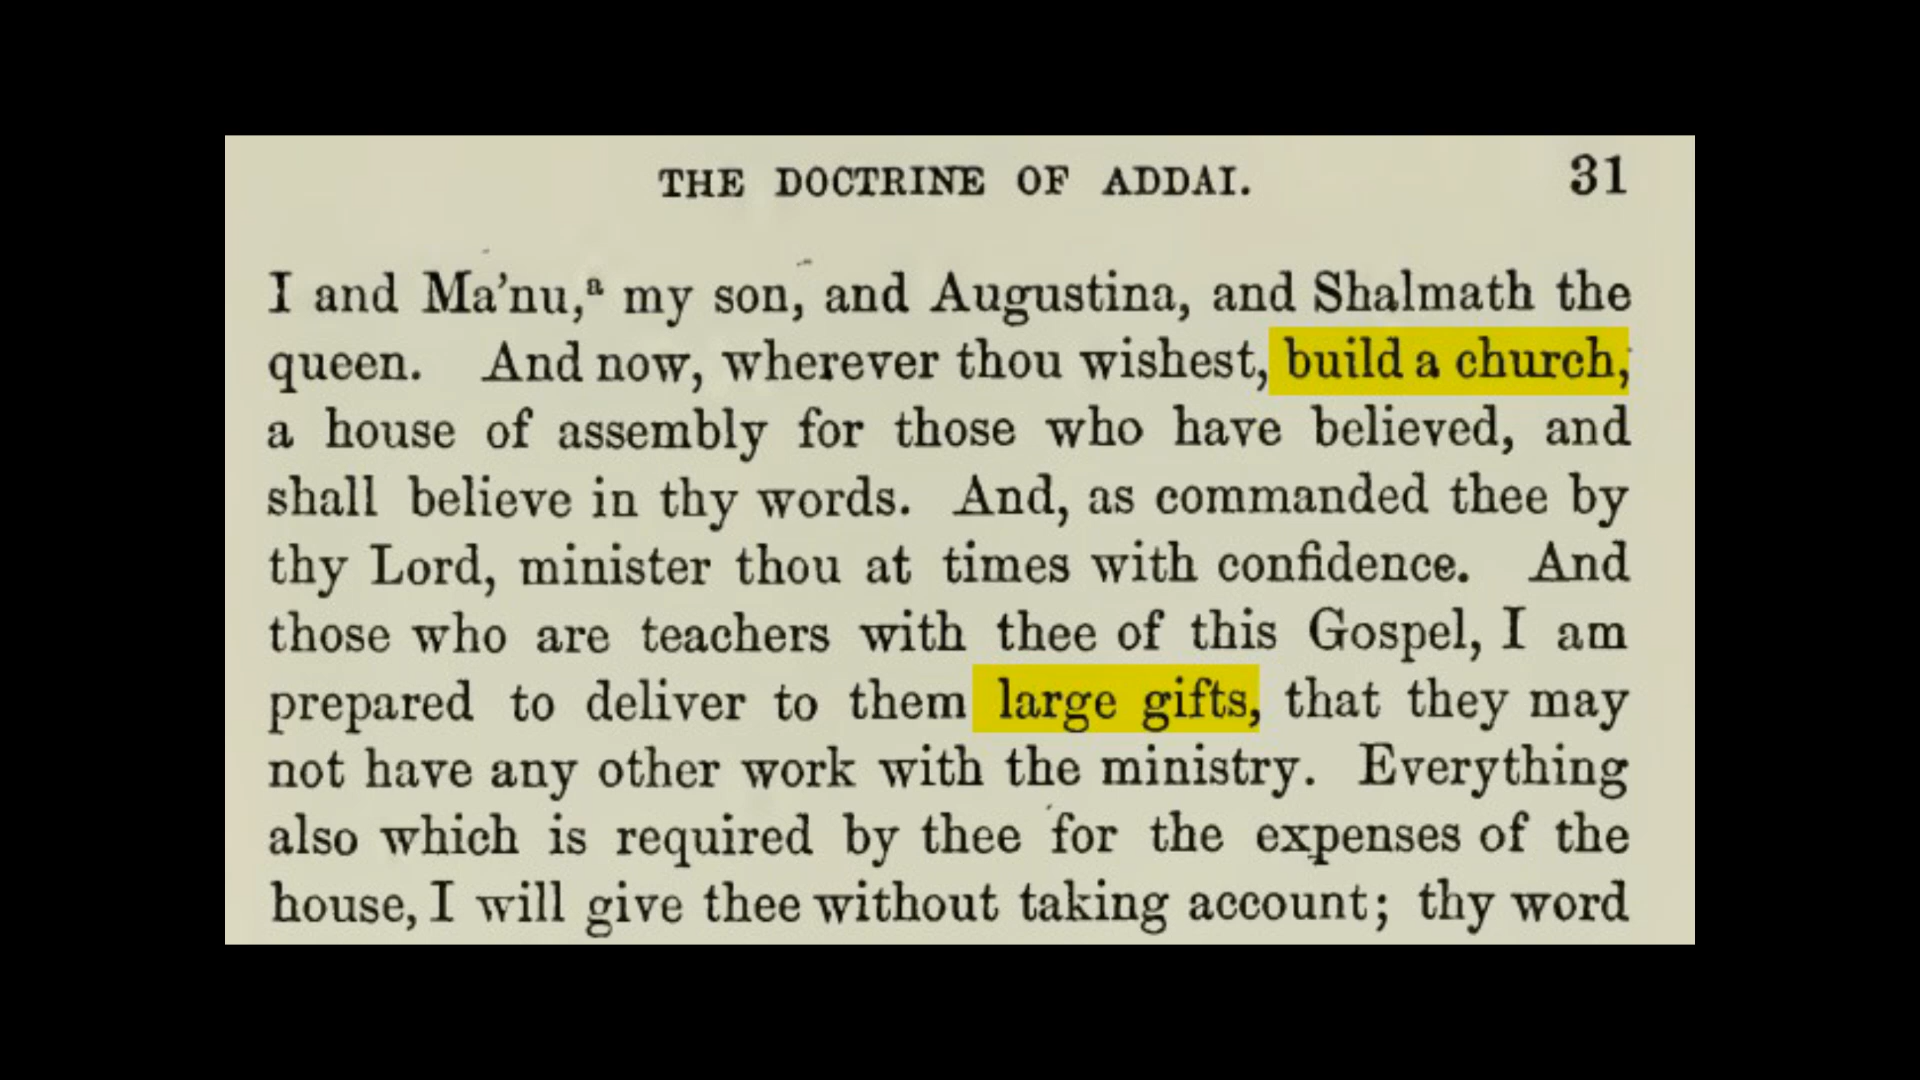 THE DOCTRINE OF ADDAI. 31
I and Ma’nu,ª my son, and Augustina, and Shalmath the
queen. And now, wherever thou wishest, build a church,
a house of assembly for those who have believed, and
shall believe in thy words. And, as commanded thee by
thy Lord, minister thou at times with confidence. And
those who are teachers with thee of this Gospel, I am
prepared to deliver to them large gifts, that they may
not have any other work with the ministry. Everything
also which is required by thee for the expenses of the
house, I will give thee without taking account; thy word